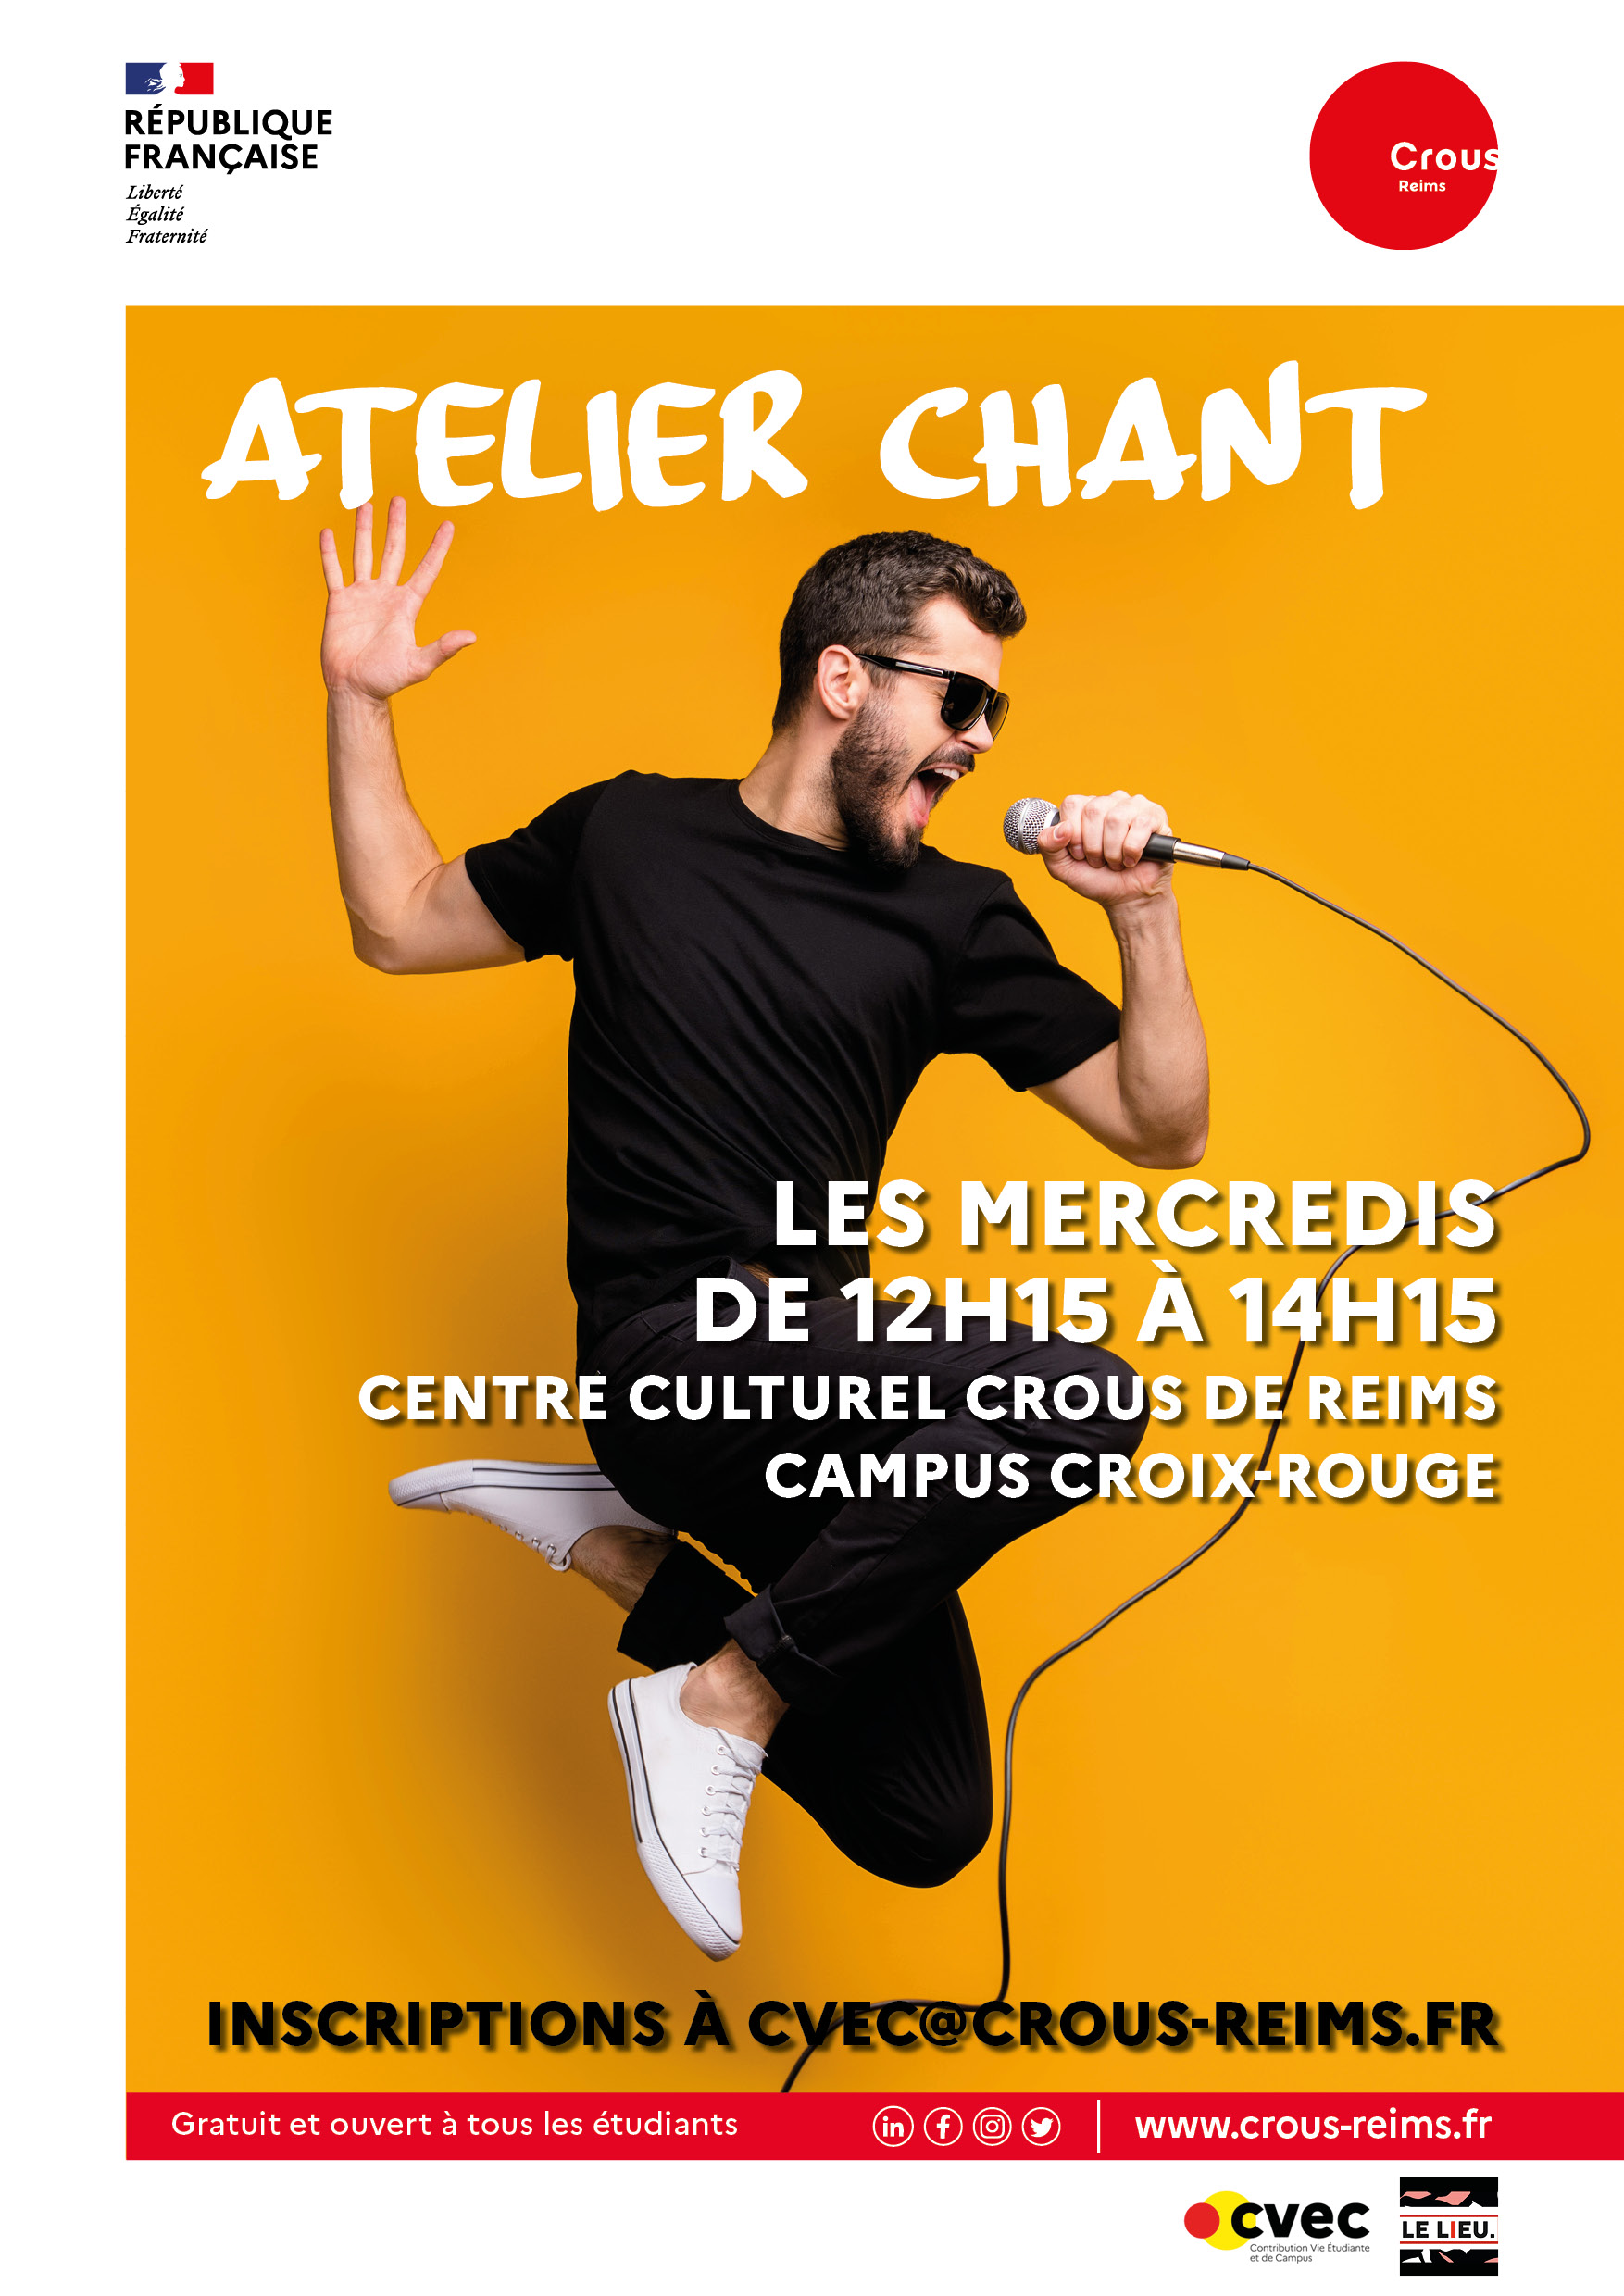 RÉPUBLIQUE
FRANÇAISE
Liberté
Égalité
Fraternité
Crous
Reims
ATELIER CHANT
LES MERCREDIS
DE 12H15 À 14H15
CENTRE CULTUREL CROUS DE REIMS
CAMPUS CROIX-ROUGE
INSCRIPTIONS À CVEC@CROUS-REIMS.FR
Gratuit et ouvert à tous les étudiants
www.crous-reims.fr
cvec
Contribution Vie Étudiante
et de Campus
LE LIEU.